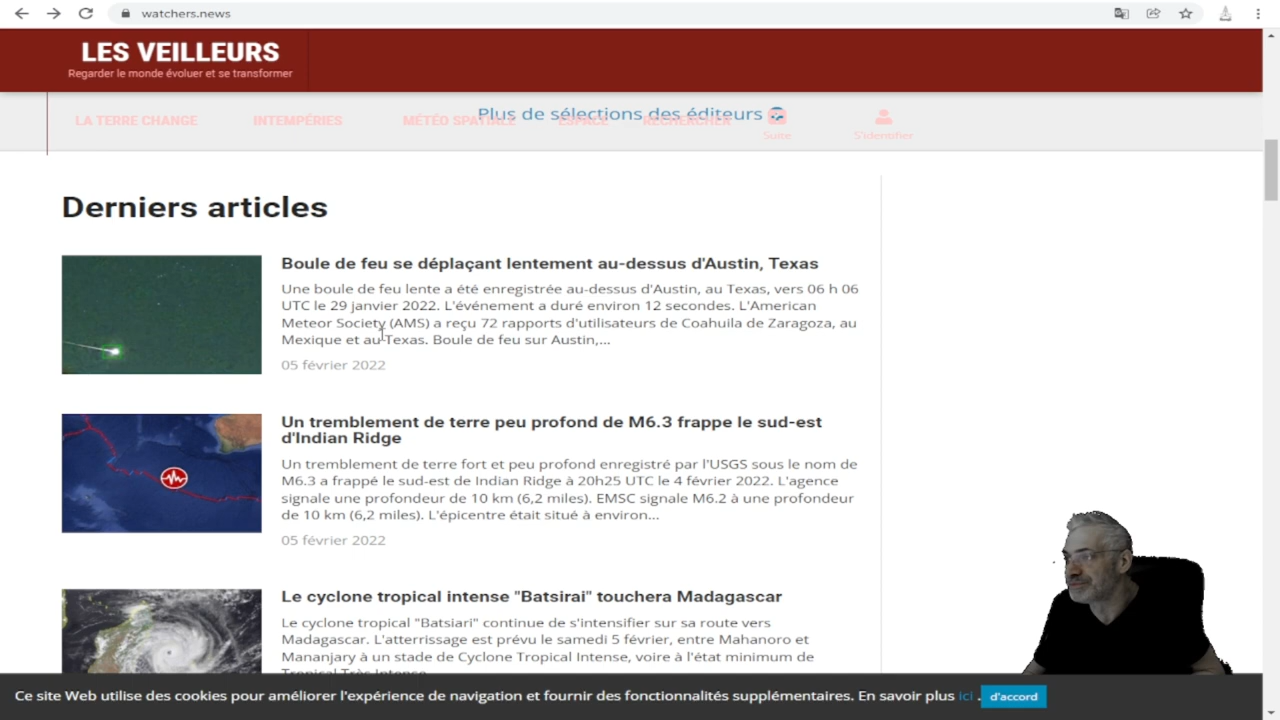 watchers.news
LES VEILLEURS
Regarder le monde évoluer et se transformer
Plus de sélections des éditeurs
LA TERRE CHANGE
INTEMPÉRIES
MÉTÉO SPATIALE
ESPACE
RECHERCHER
Suite
S'identifier
Derniers articles
Boule de feu se déplaçant lentement au-dessus d'Austin, Texas
Une boule de feu lente a été enregistrée au-dessus d'Austin, au Texas, vers 06 h 06
UTC le 29 janvier 2022. L'événement a duré environ 12 secondes. L'American
Meteor Society (AMS) a reçu 72 rapports d'utilisateurs de Coahuila de Zaragoza, au
Mexique et au Texas. Boule de feu sur Austin,...
05 février 2022
Un tremblement de terre peu profond de M6.3 frappe le sud-est
d'Indian Ridge
Un tremblement de terre fort et peu profond enregistré par l'USGS sous le nom de
M6.3 a frappé le sud-est de Indian Ridge à 20h25 UTC le 4 février 2022. L'agence
signale une profondeur de 10 km (6,2 miles). EMSC signale M6.2 à une profondeur
de 10 km (6,2 miles). L'épicentre était situé à environ...
05 février 2022
Le cyclone tropical intense "Batsirai" touchera Madagascar
Le cyclone tropical "Batsiari" continue de s'intensifier sur sa route vers
Madagascar. L'atterrissage est prévu le samedi 5 février, entre Mahanoro et
Mananjary à un stade de Cyclone Tropical Intense, voire à l'état minimum de
Tropical Très Intense
Ce site Web utilise des cookies pour améliorer l'expérience de navigation et fournir des fonctionnalités supplémentaires. En savoir plus ici . d'accord